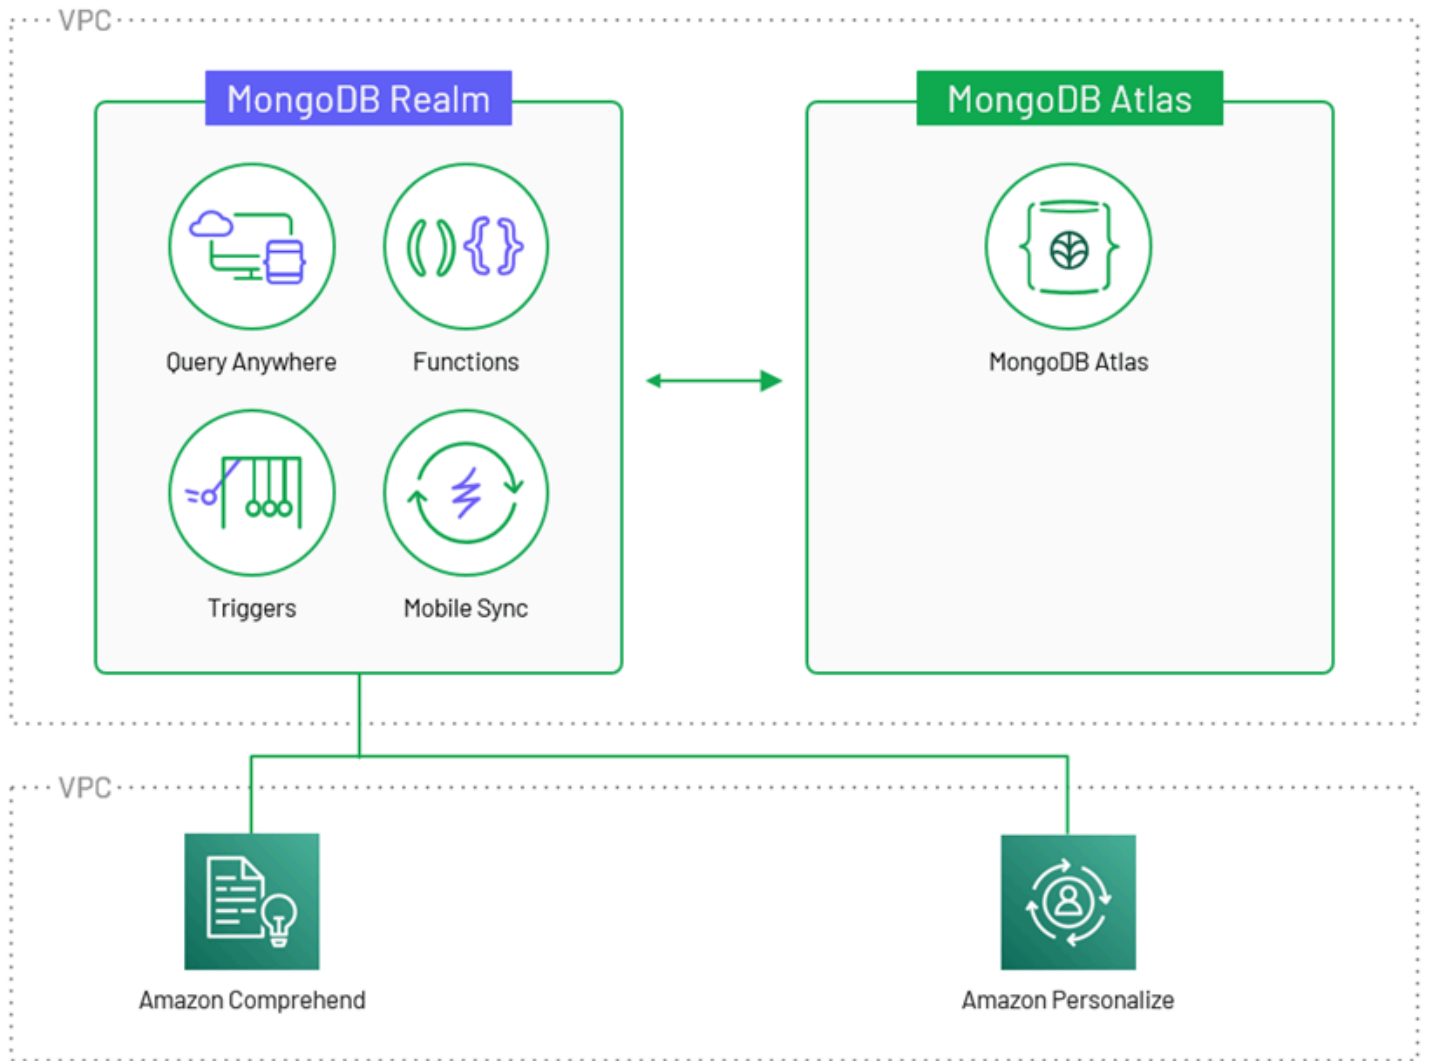 VPC
MongoDB Realm
MongoDB Atlas
Query Anywhere
Functions
MongoDB Atlas
Triggers
Mobile Sync
VPC
Amazon Comprehend
Amazon Personalize